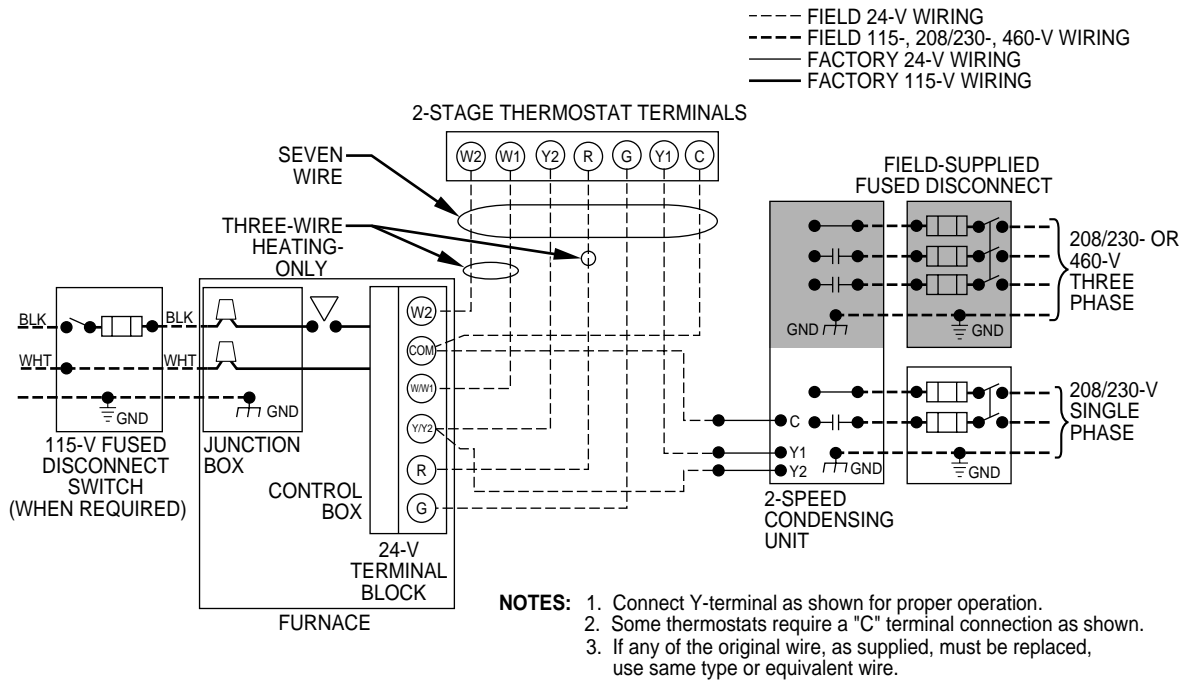 FIELD 24-V WIRING
FIELD 115-, 208/230-, 460-V WIRING
FACTORY 24-V WIRING
FACTORY 115-V WIRING
2-STAGE THERMOSTAT TERMINALS
W2 W1 Y2 R G Y1 C
SEVEN
WIRE
THREE-WIRE
HEATING-
ONLY
FIELD-SUPPLIED
FUSED DISCONNECT
208/230- OR
460-V
THREE
PHASE
GND
GND
BLK
BLK
WHT
WHT
GND
GND
W2
COM
W/W1
Y/Y2
R
G
C
Y1
Y2
GND
GND
208/230-V
SINGLE
PHASE
115-V FUSED
DISCONNECT
SWITCH
(WHEN REQUIRED)
JUNCTION
BOX
CONTROL
BOX
24-V
TERMINAL
BLOCK
FURNACE
2-SPEED
CONDENSING
UNIT
NOTES: 1. Connect Y-terminal as shown for proper operation.
2. Some thermostats require a "C" terminal connection as shown.
3. If any of the original wire, as supplied, must be replaced,
use same type or equivalent wire.